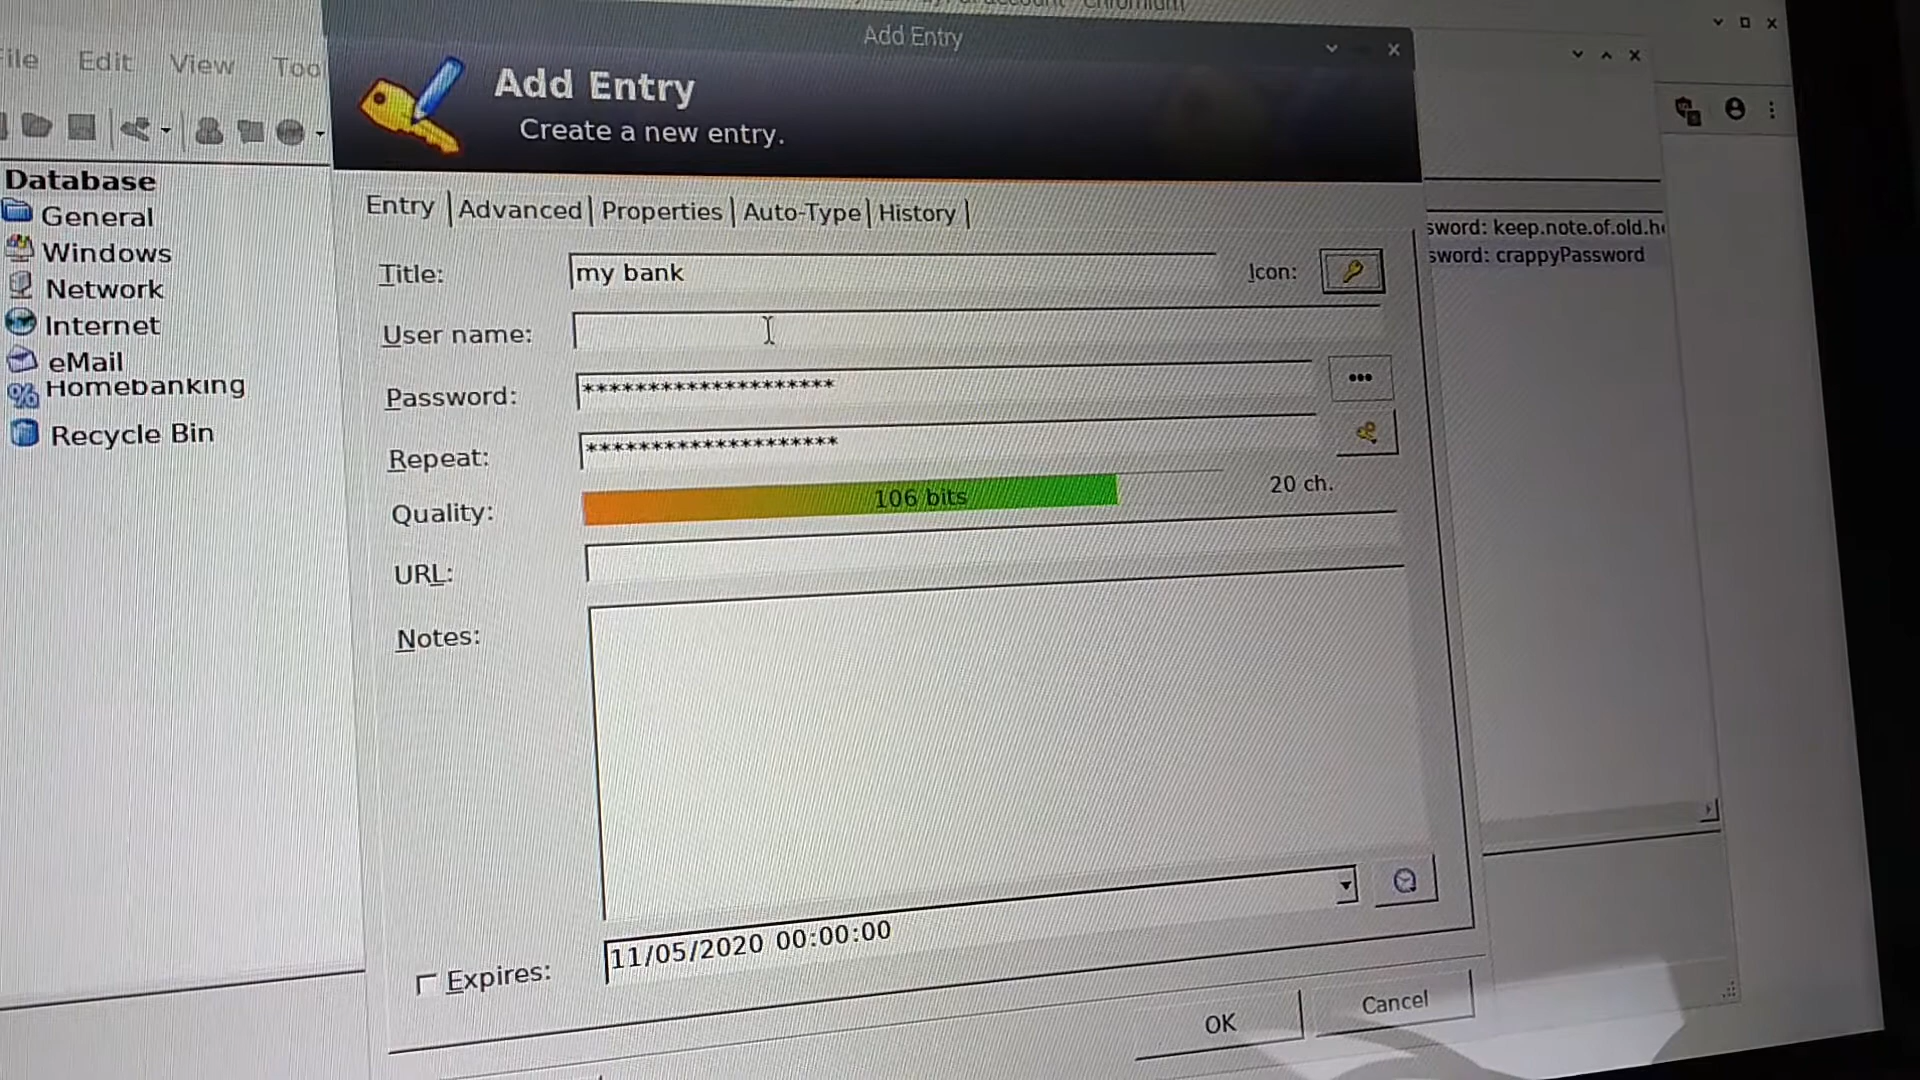 Chromium
Add Entry
File Edit View Too
Add Entry
Create a new entry.
Database
General
Windows
Network
Internet
eMail
Homebanking
Recycle Bin
Entry Advanced Properties Auto-Type History
Title: my bank Icon:
User name:
Password: ********************
Repeat: ********************
Quality: 106 bits 20 ch.
URL:
Notes:
Expires: 11/05/2020 00:00:00
OK Cancel
sword: keep.note.of.old.h
sword: crappyPassword